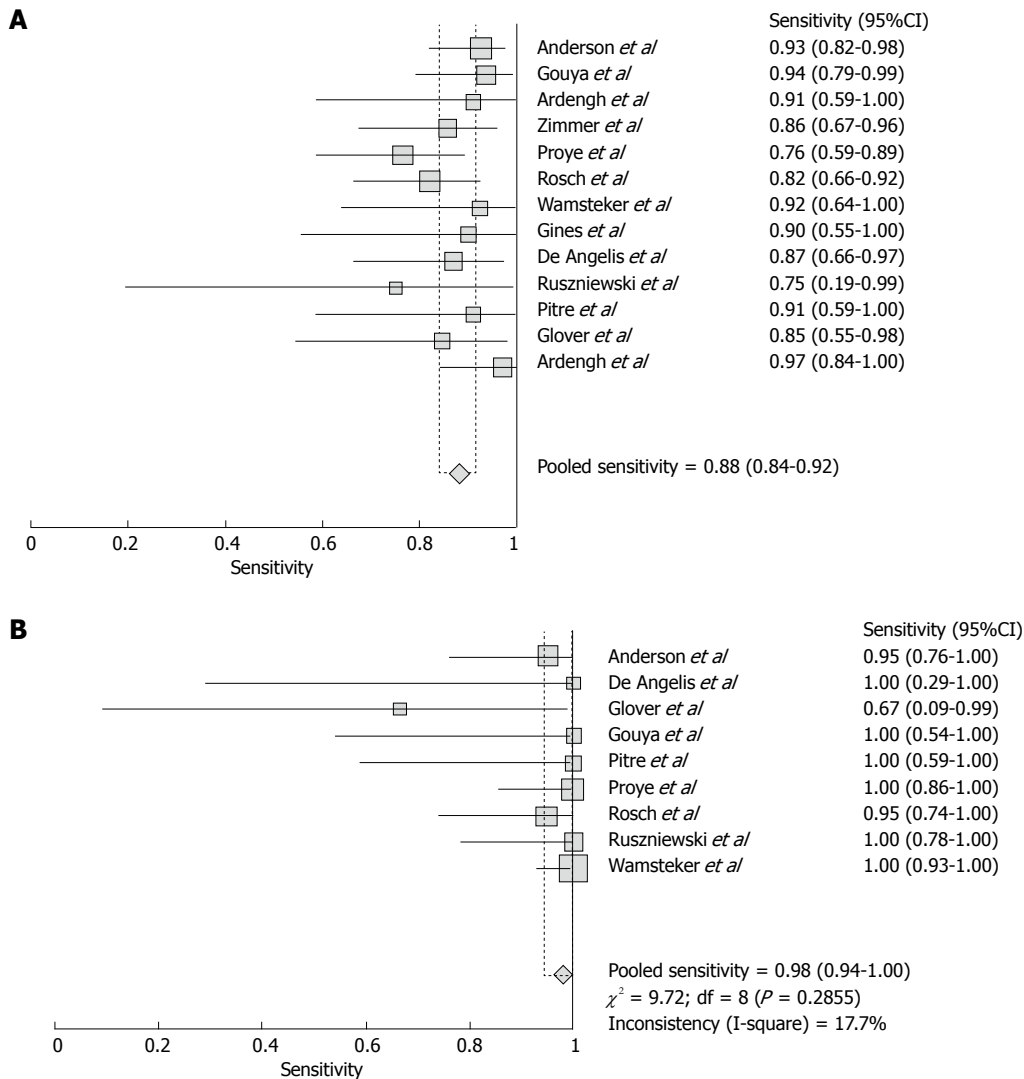 A
Sensitivity (95%CI)
Anderson et al 0.93 (0.82-0.98)
Gouya et al 0.94 (0.79-0.99)
Ardengh et al 0.91 (0.59-1.00)
Zimmer et al 0.86 (0.67-0.96)
Proye et al 0.76 (0.59-0.89)
Rosch et al 0.82 (0.66-0.92)
Wamsteker et al 0.92 (0.64-1.00)
Gines et al 0.90 (0.55-1.00)
De Angelis et al 0.87 (0.66-0.97)
Ruszniewski et al 0.75 (0.19-0.99)
Pitre et al 0.91 (0.59-1.00)
Glover et al 0.85 (0.55-0.98)
Ardengh et al 0.97 (0.84-1.00)
Pooled sensitivity = 0.88 (0.84-0.92)
0 0.2 0.4 0.6 0.8 1
Sensitivity
B
Sensitivity (95%CI)
Anderson et al 0.95 (0.76-1.00)
De Angelis et al 1.00 (0.29-1.00)
Glover et al 0.67 (0.09-0.99)
Gouya et al 1.00 (0.54-1.00)
Pitre et al 1.00 (0.59-1.00)
Proye et al 1.00 (0.86-1.00)
Rosch et al 0.95 (0.74-1.00)
Ruszniewski et al 1.00 (0.78-1.00)
Wamsteker et al 1.00 (0.93-1.00)
Pooled sensitivity = 0.98 (0.94-1.00)
χ² = 9.72; df = 8 (P = 0.2855)
Inconsistency (I-square) = 17.7%
0 0.2 0.4 0.6 0.8 1
Sensitivity